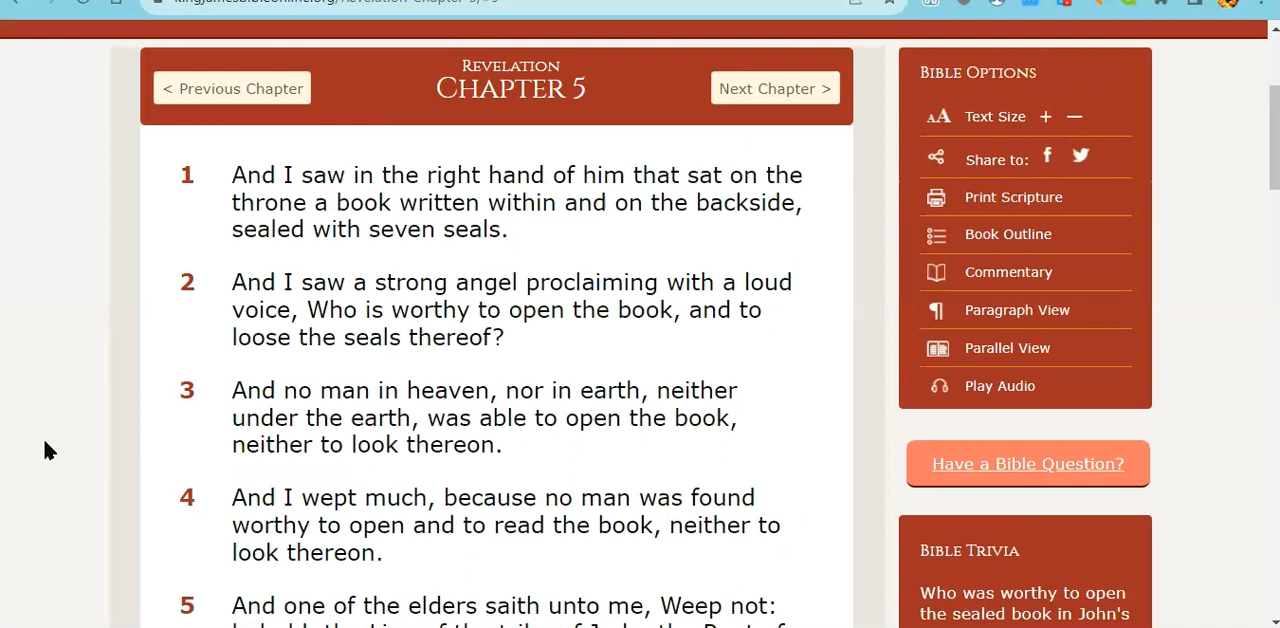 kingjamesbibleonline.org/Revelation-Chapter-5/
REVELATION
CHAPTER 5
< Previous Chapter
Next Chapter >
1 And I saw in the right hand of him that sat on the
throne a book written within and on the backside,
sealed with seven seals.
2 And I saw a strong angel proclaiming with a loud
voice, Who is worthy to open the book, and to
loose the seals thereof?
3 And no man in heaven, nor in earth, neither
under the earth, was able to open the book,
neither to look thereon.
4 And I wept much, because no man was found
worthy to open and to read the book, neither to
look thereon.
5 And one of the elders saith unto me, Weep not:
BIBLE OPTIONS
AA Text Size + —
Share to:
Print Scripture
Book Outline
Commentary
Paragraph View
Parallel View
Play Audio
Have a Bible Question?
BIBLE TRIVIA
Who was worthy to open
the sealed book in John's